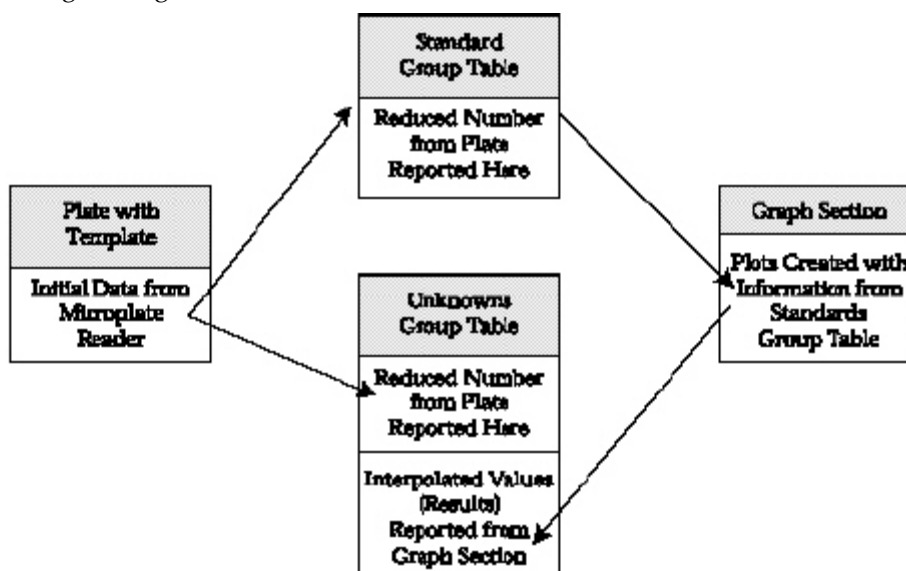 Standard
Group Table
Reduced Number
from Plate
Reported Here
Plate with
Template
Initial Data from
Microplate
Reader
Unknowns
Group Table
Reduced Number
from Plate
Reported Here
Interpolated Values
(Results)
Reported from
Graph Section
Graph Section
Plots Created with
Information from
Standards
Group Table